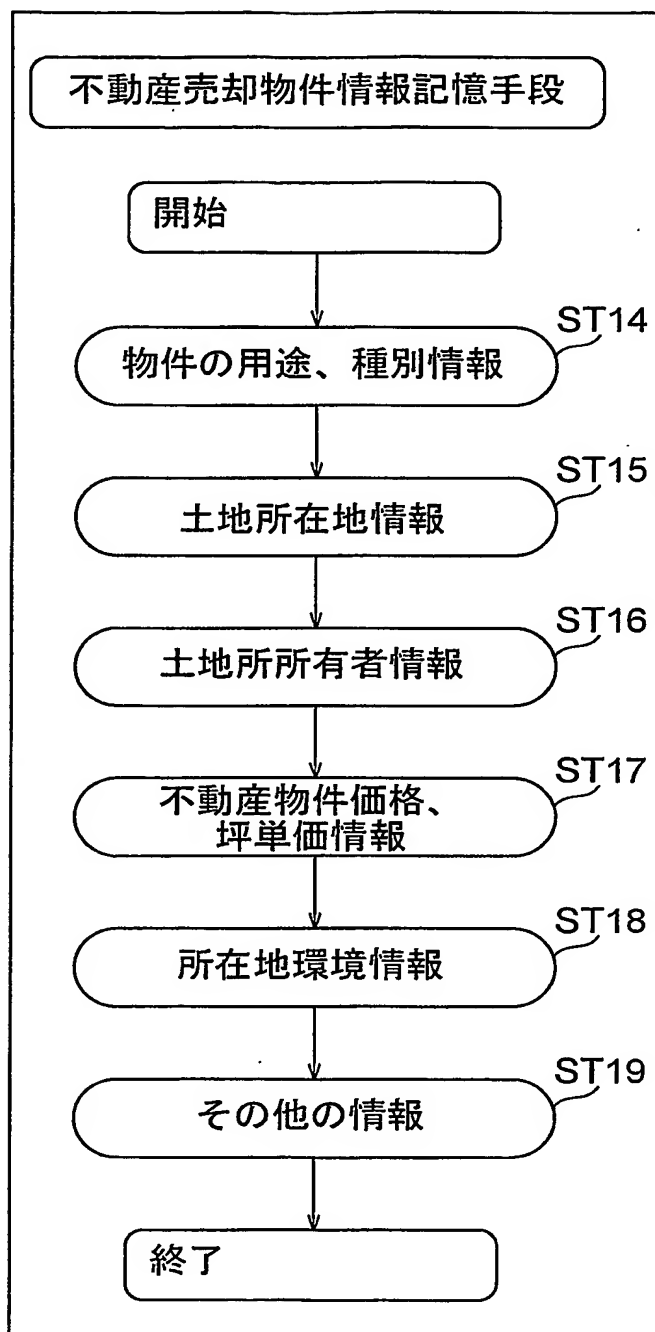 不動産売却物件情報記憶手段
開始
ST14
物件の用途、種別情報
ST15
土地所在地情報
ST16
土地所所有者情報
ST17
不動産物件価格、
坪単価情報
ST18
所在地環境情報
ST19
その他の情報
終了